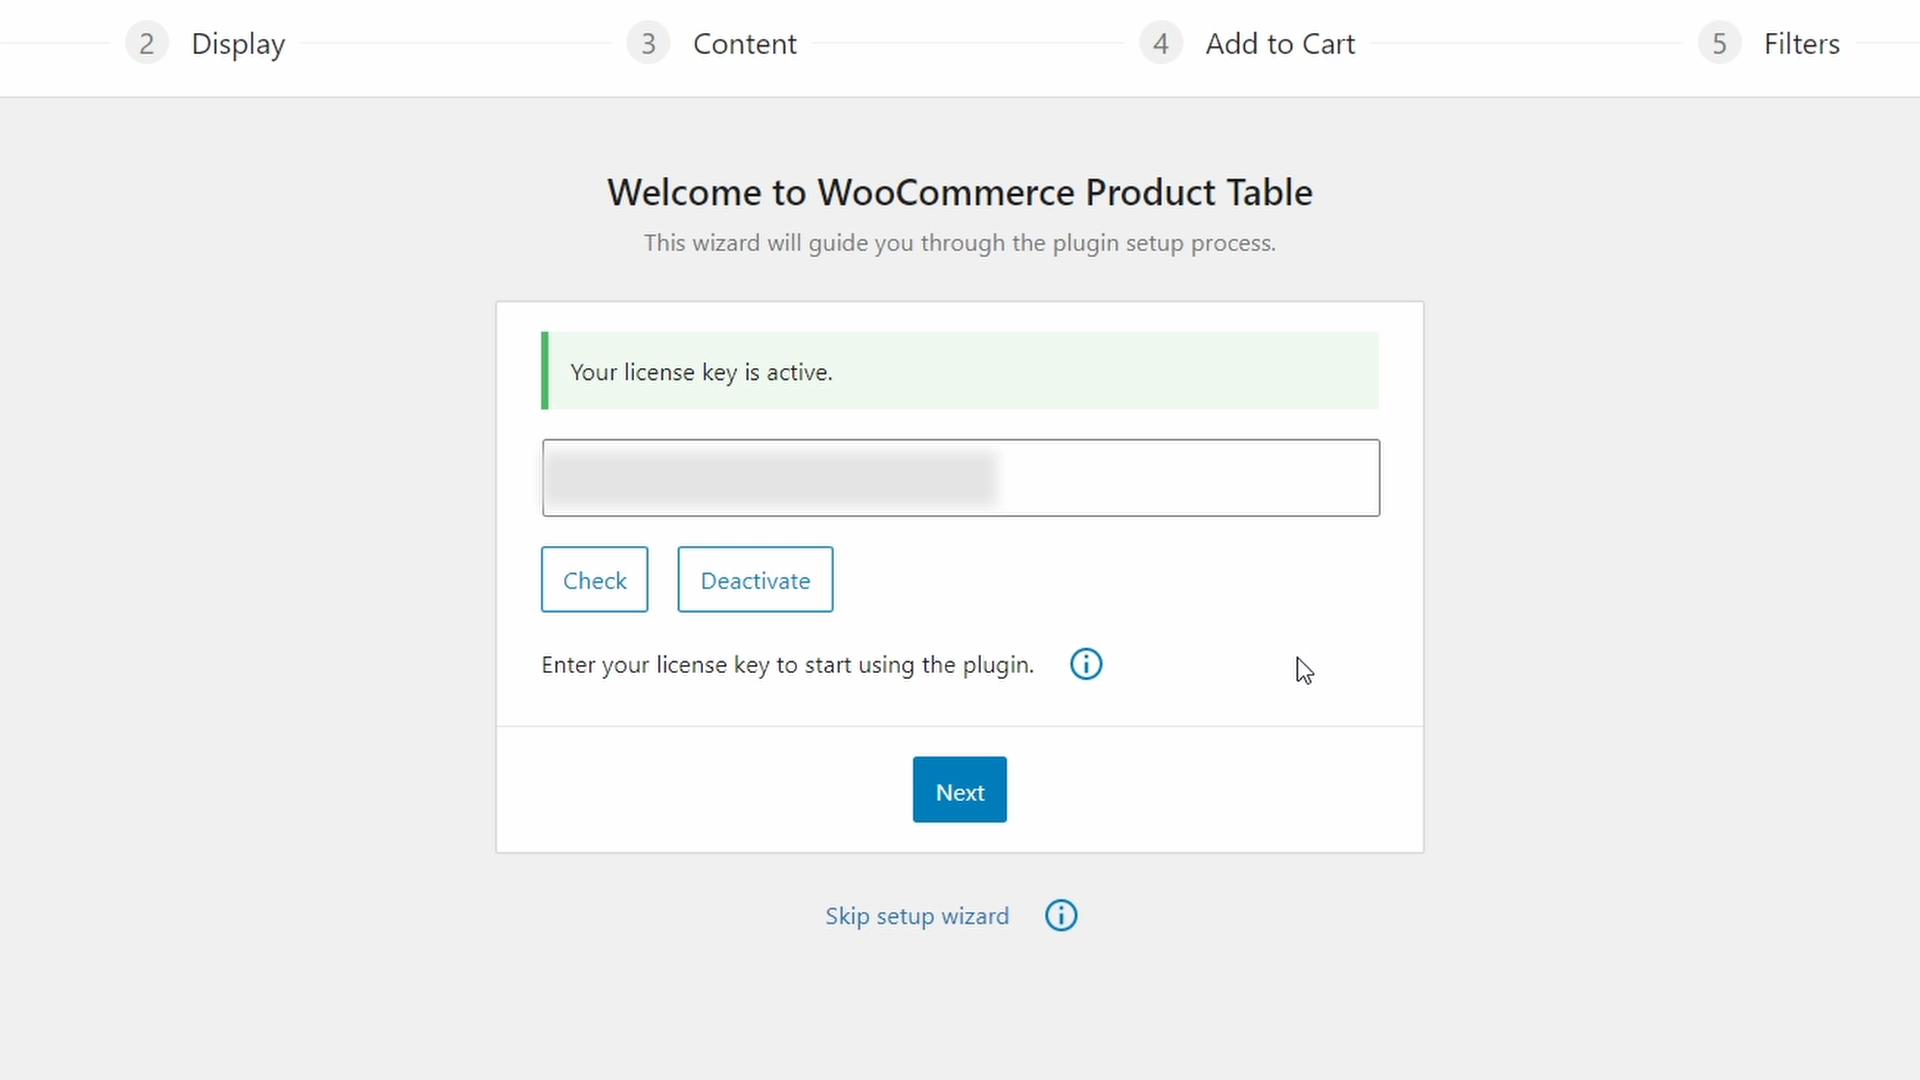 2 Display 3 Content 4 Add to Cart 5 Filters
Welcome to WooCommerce Product Table
This wizard will guide you through the plugin setup process.
Your license key is active.
Check Deactivate
Enter your license key to start using the plugin.
Next
Skip setup wizard